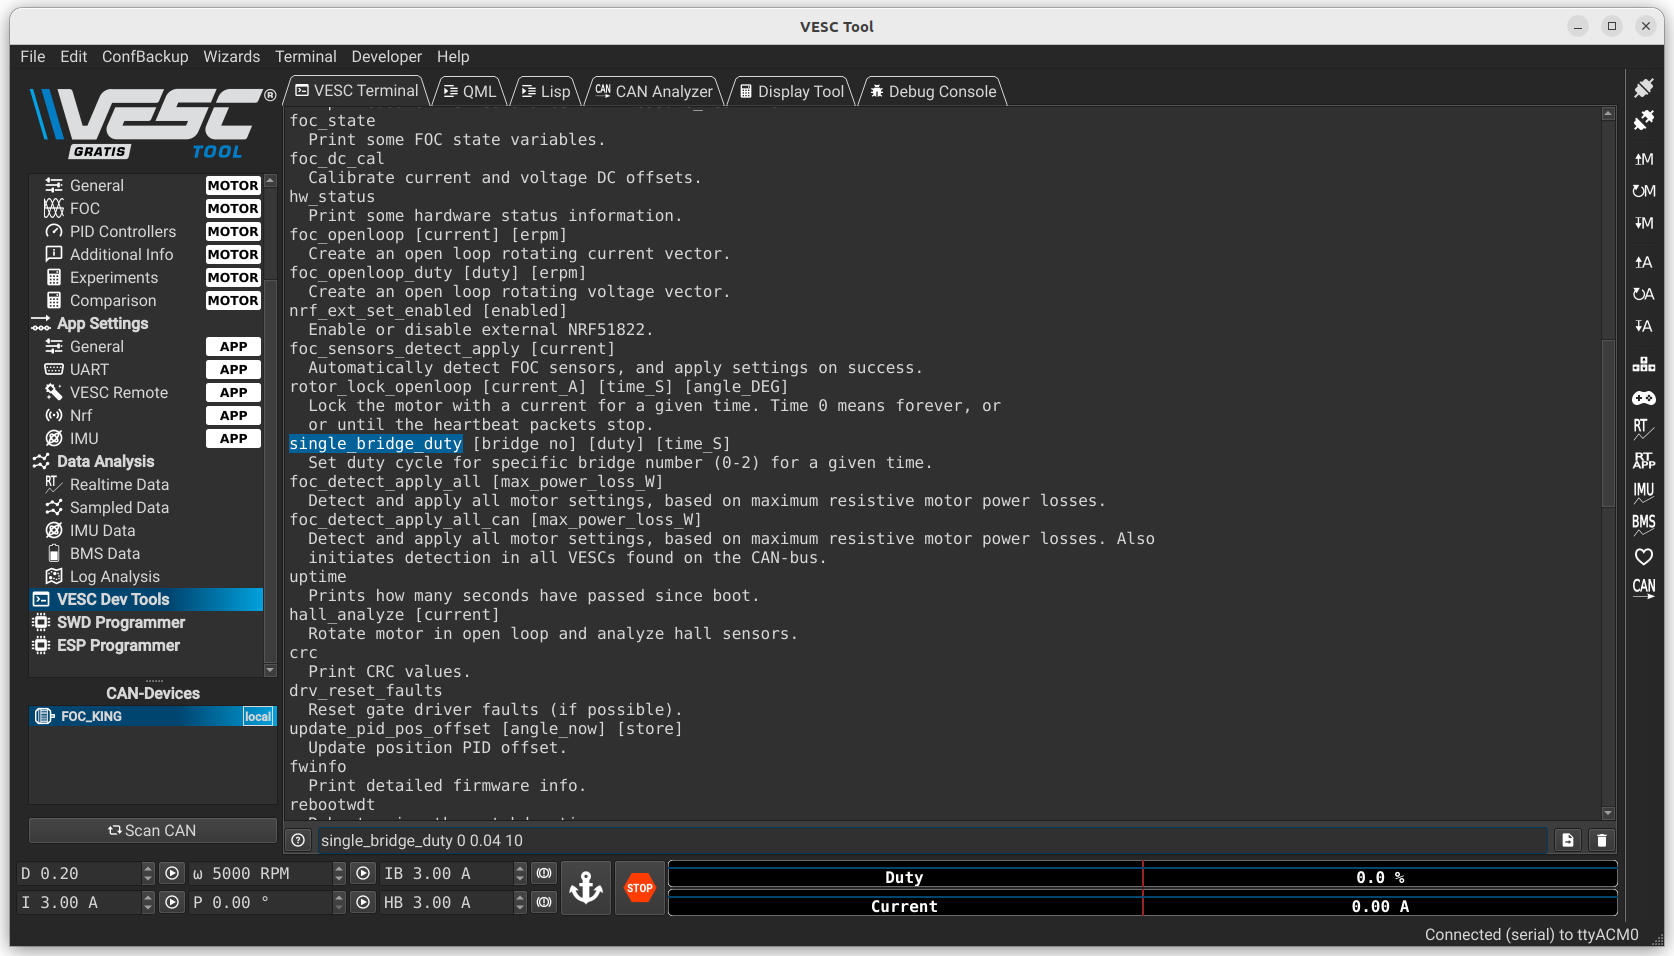 VESC Tool
File Edit ConfBackup Wizards Terminal Developer Help
VESC ®
GRATIS TOOL
General MOTOR
FOC MOTOR
PID Controllers MOTOR
Additional Info MOTOR
Experiments MOTOR
Comparison MOTOR
App Settings
General APP
UART APP
VESC Remote APP
Nrf APP
IMU APP
Data Analysis
RT Realtime Data
Sampled Data
IMU Data
BMS Data
Log Analysis
VESC Dev Tools
SWD Programmer
ESP Programmer
CAN-Devices
FOC_KING local
Scan CAN
VESC Terminal QML Lisp CAN CAN Analyzer Display Tool Debug Console
foc_state
Print some FOC state variables.
foc_dc_cal
Calibrate current and voltage DC offsets.
hw_status
Print some hardware status information.
foc_openloop [current] [erpm]
Create an open loop rotating current vector.
foc_openloop_duty [duty] [erpm]
Create an open loop rotating voltage vector.
nrf_ext_set_enabled [enabled]
Enable or disable external NRF51822.
foc_sensors_detect_apply [current]
Automatically detect FOC sensors, and apply settings on success.
rotor_lock_openloop [current_A] [time_S] [angle_DEG]
Lock the motor with a current for a given time. Time 0 means forever, or
or until the heartbeat packets stop.
single_bridge_duty [bridge no] [duty] [time_S]
Set duty cycle for specific bridge number (0-2) for a given time.
foc_detect_apply_all [max_power_loss_W]
Detect and apply all motor settings, based on maximum resistive motor power losses.
foc_detect_apply_all_can [max_power_loss_W]
Detect and apply all motor settings, based on maximum resistive motor power losses. Also
initiates detection in all VESCs found on the CAN-bus.
uptime
Prints how many seconds have passed since boot.
hall_analyze [current]
Rotate motor in open loop and analyze hall sensors.
crc
Print CRC values.
drv_reset_faults
Reset gate driver faults (if possible).
update_pid_pos_offset [angle_now] [store]
Update position PID offset.
fwinfo
Print detailed firmware info.
rebootwdt
single_bridge_duty 0 0.04 10
M
M
M
A
A
A
RT
RT APP
IMU
BMS
CAN
D 0.20 ω 5000 RPM IB 3.00 A
I 3.00 A P 0.00 ° HB 3.00 A
STOP
Duty 0.0 %
Current 0.00 A
Connected (serial) to ttyACM0